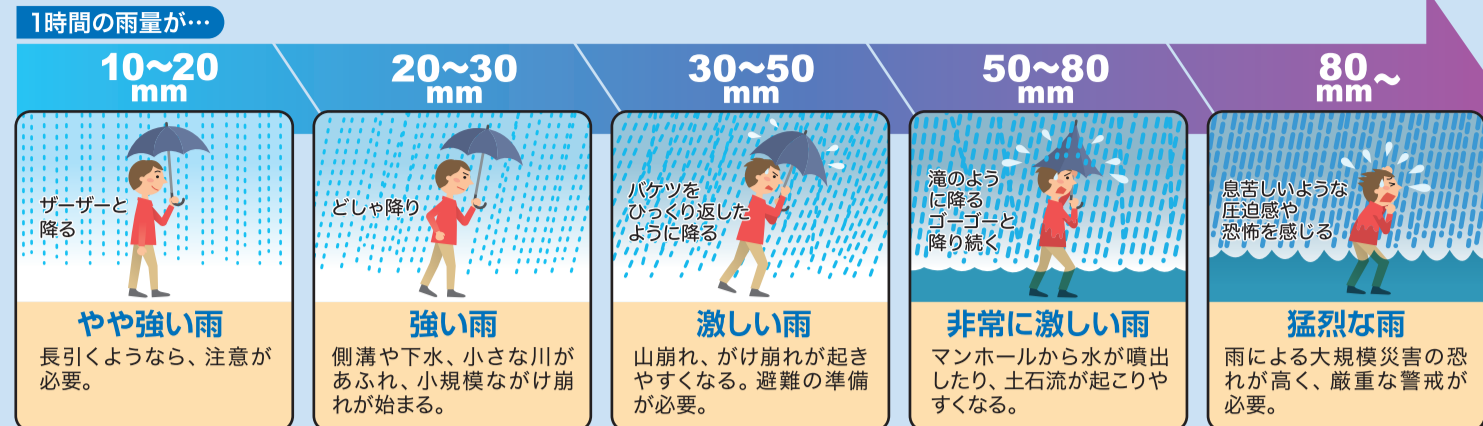 1時間の雨量が…
10〜20
mm
20〜30
mm
30〜50
mm
50〜80
mm
80〜
mm
ザーザーと
降る
やや強い雨
長引くようなら、注意が
必要。
どしゃ降り
強い雨
側溝や下水、小さな川が
あふれ、小規模ながけ崩
れが始まる。
バケツを
ひっくり返した
ように降る
激しい雨
山崩れ、がけ崩れが起き
やすくなる。避難の準備
が必要。
滝のよう
に降る
ゴーゴーと
降り続く
非常に激しい雨
マンホールから水が噴出
したり、土石流が起こりや
すくなる。
息苦しいような
圧迫感や
恐怖を感じる
猛烈な雨
雨による大規模災害の恐
れが高く、厳重な警戒が
必要。